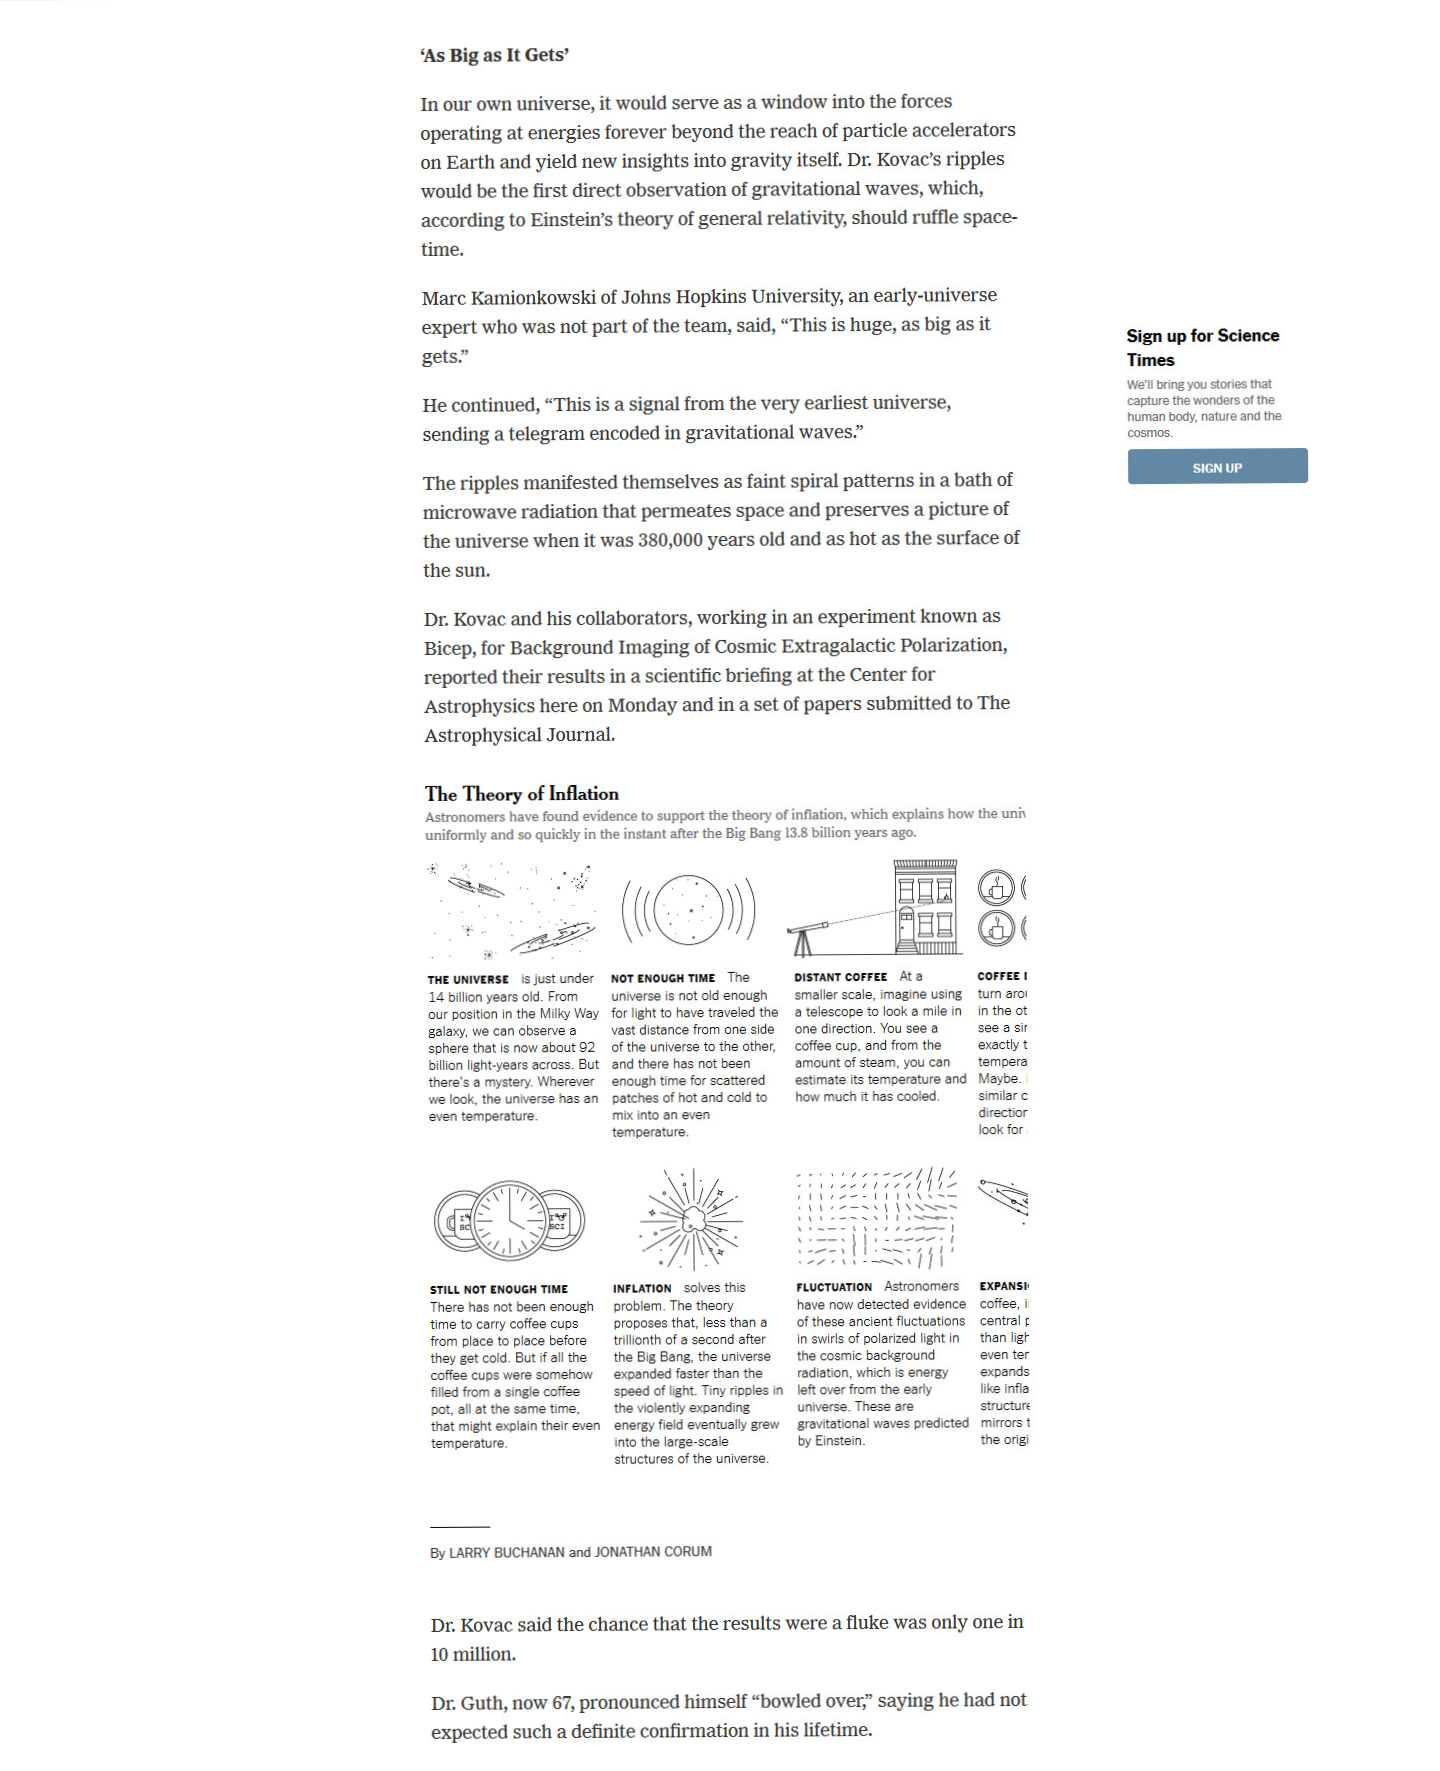 ‘As Big as It Gets’
In our own universe, it would serve as a window into the forces
operating at energies forever beyond the reach of particle accelerators
on Earth and yield new insights into gravity itself. Dr. Kovac’s ripples
would be the first direct observation of gravitational waves, which,
according to Einstein’s theory of general relativity, should ruffle space-
time.
Marc Kamionkowski of Johns Hopkins University, an early-universe
expert who was not part of the team, said, “This is huge, as big as it
gets.”
He continued, “This is a signal from the very earliest universe,
sending a telegram encoded in gravitational waves.”
The ripples manifested themselves as faint spiral patterns in a bath of
microwave radiation that permeates space and preserves a picture of
the universe when it was 380,000 years old and as hot as the surface of
the sun.
Dr. Kovac and his collaborators, working in an experiment known as
Bicep, for Background Imaging of Cosmic Extragalactic Polarization,
reported their results in a scientific briefing at the Center for
Astrophysics here on Monday and in a set of papers submitted to The
Astrophysical Journal.
Sign up for Science
Times
We’ll bring you stories that
capture the wonders of the
human body, nature and the
cosmos.
SIGN UP
The Theory of Inflation
Astronomers have found evidence to support the theory of inflation, which explains how the univ
uniformly and so quickly in the instant after the Big Bang 13.8 billion years ago.
THE UNIVERSE is just under
14 billion years old. From
our position in the Milky Way
galaxy, we can observe a
sphere that is now about 92
billion light-years across. But
there’s a mystery. Wherever
we look, the universe has an
even temperature.
NOT ENOUGH TIME The
universe is not old enough
for light to have traveled the
vast distance from one side
of the universe to the other,
and there has not been
enough time for scattered
patches of hot and cold to
mix into an even
temperature.
DISTANT COFFEE At a
smaller scale, imagine using
a telescope to look a mile in
one direction. You see a
coffee cup, and from the
amount of steam, you can
estimate its temperature and
how much it has cooled.
COFFEE
turn arou
in the ot
see a sin
exactly t
tempera
Maybe.
similar c
direction
look for
I
SC
I
SCI
STILL NOT ENOUGH TIME
There has not been enough
time to carry coffee cups
from place to place before
they get cold. But if all the
coffee cups were somehow
filled from a single coffee
pot, all at the same time,
that might explain their even
temperature.
INFLATION solves this
problem. The theory
proposes that, less than a
trillionth of a second after
the Big Bang, the universe
expanded faster than the
speed of light. Tiny ripples in
the violently expanding
energy field eventually grew
into the large-scale
structures of the universe.
FLUCTUATION Astronomers
have now detected evidence
of these ancient fluctuations
in swirls of polarized light in
the cosmic background
radiation, which is energy
left over from the early
universe. These are
gravitational waves predicted
by Einstein.
EXPANSI
coffee, i
central p
than ligh
even ter
expands
like infla
structure
mirrors t
the origi
By LARRY BUCHANAN and JONATHAN CORUM
Dr. Kovac said the chance that the results were a fluke was only one in
10 million.
Dr. Guth, now 67, pronounced himself “bowled over,” saying he had not
expected such a definite confirmation in his lifetime.